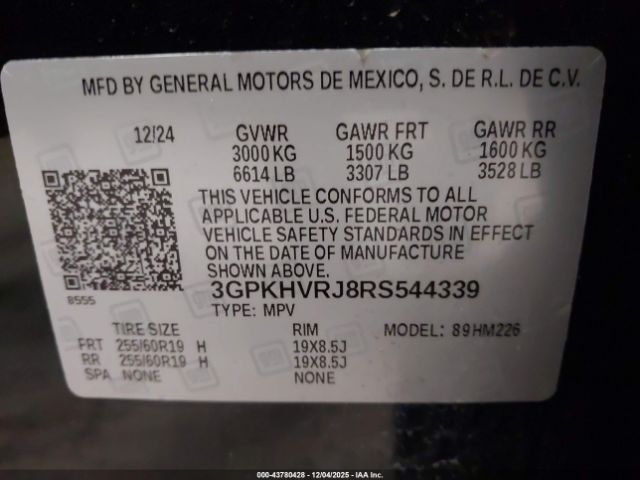 MFD BY GENERAL MOTORS DE MEXICO, S. DE R.L. DE C.V.
12/24 GVWR GAWR FRT GAWR RR
3000 KG 1500 KG 1600 KG
6614 LB 3307 LB 3528 LB
THIS VEHICLE CONFORMS TO ALL
APPLICABLE U.S. FEDERAL MOTOR
VEHICLE SAFETY STANDARDS IN EFFECT
ON THE DATE OF MANUFACTURE
SHOWN ABOVE.
8555
3GPKHVRJ8RS544339
TYPE: MPV
TIRE SIZE RIM MODEL: 89HM226
FRT 255/60R19 H 19X8.5J
RR 255/60R19 H 19X8.5J
SPA NONE NONE
000-43780428 - 12/04/2025 - IAA Inc.